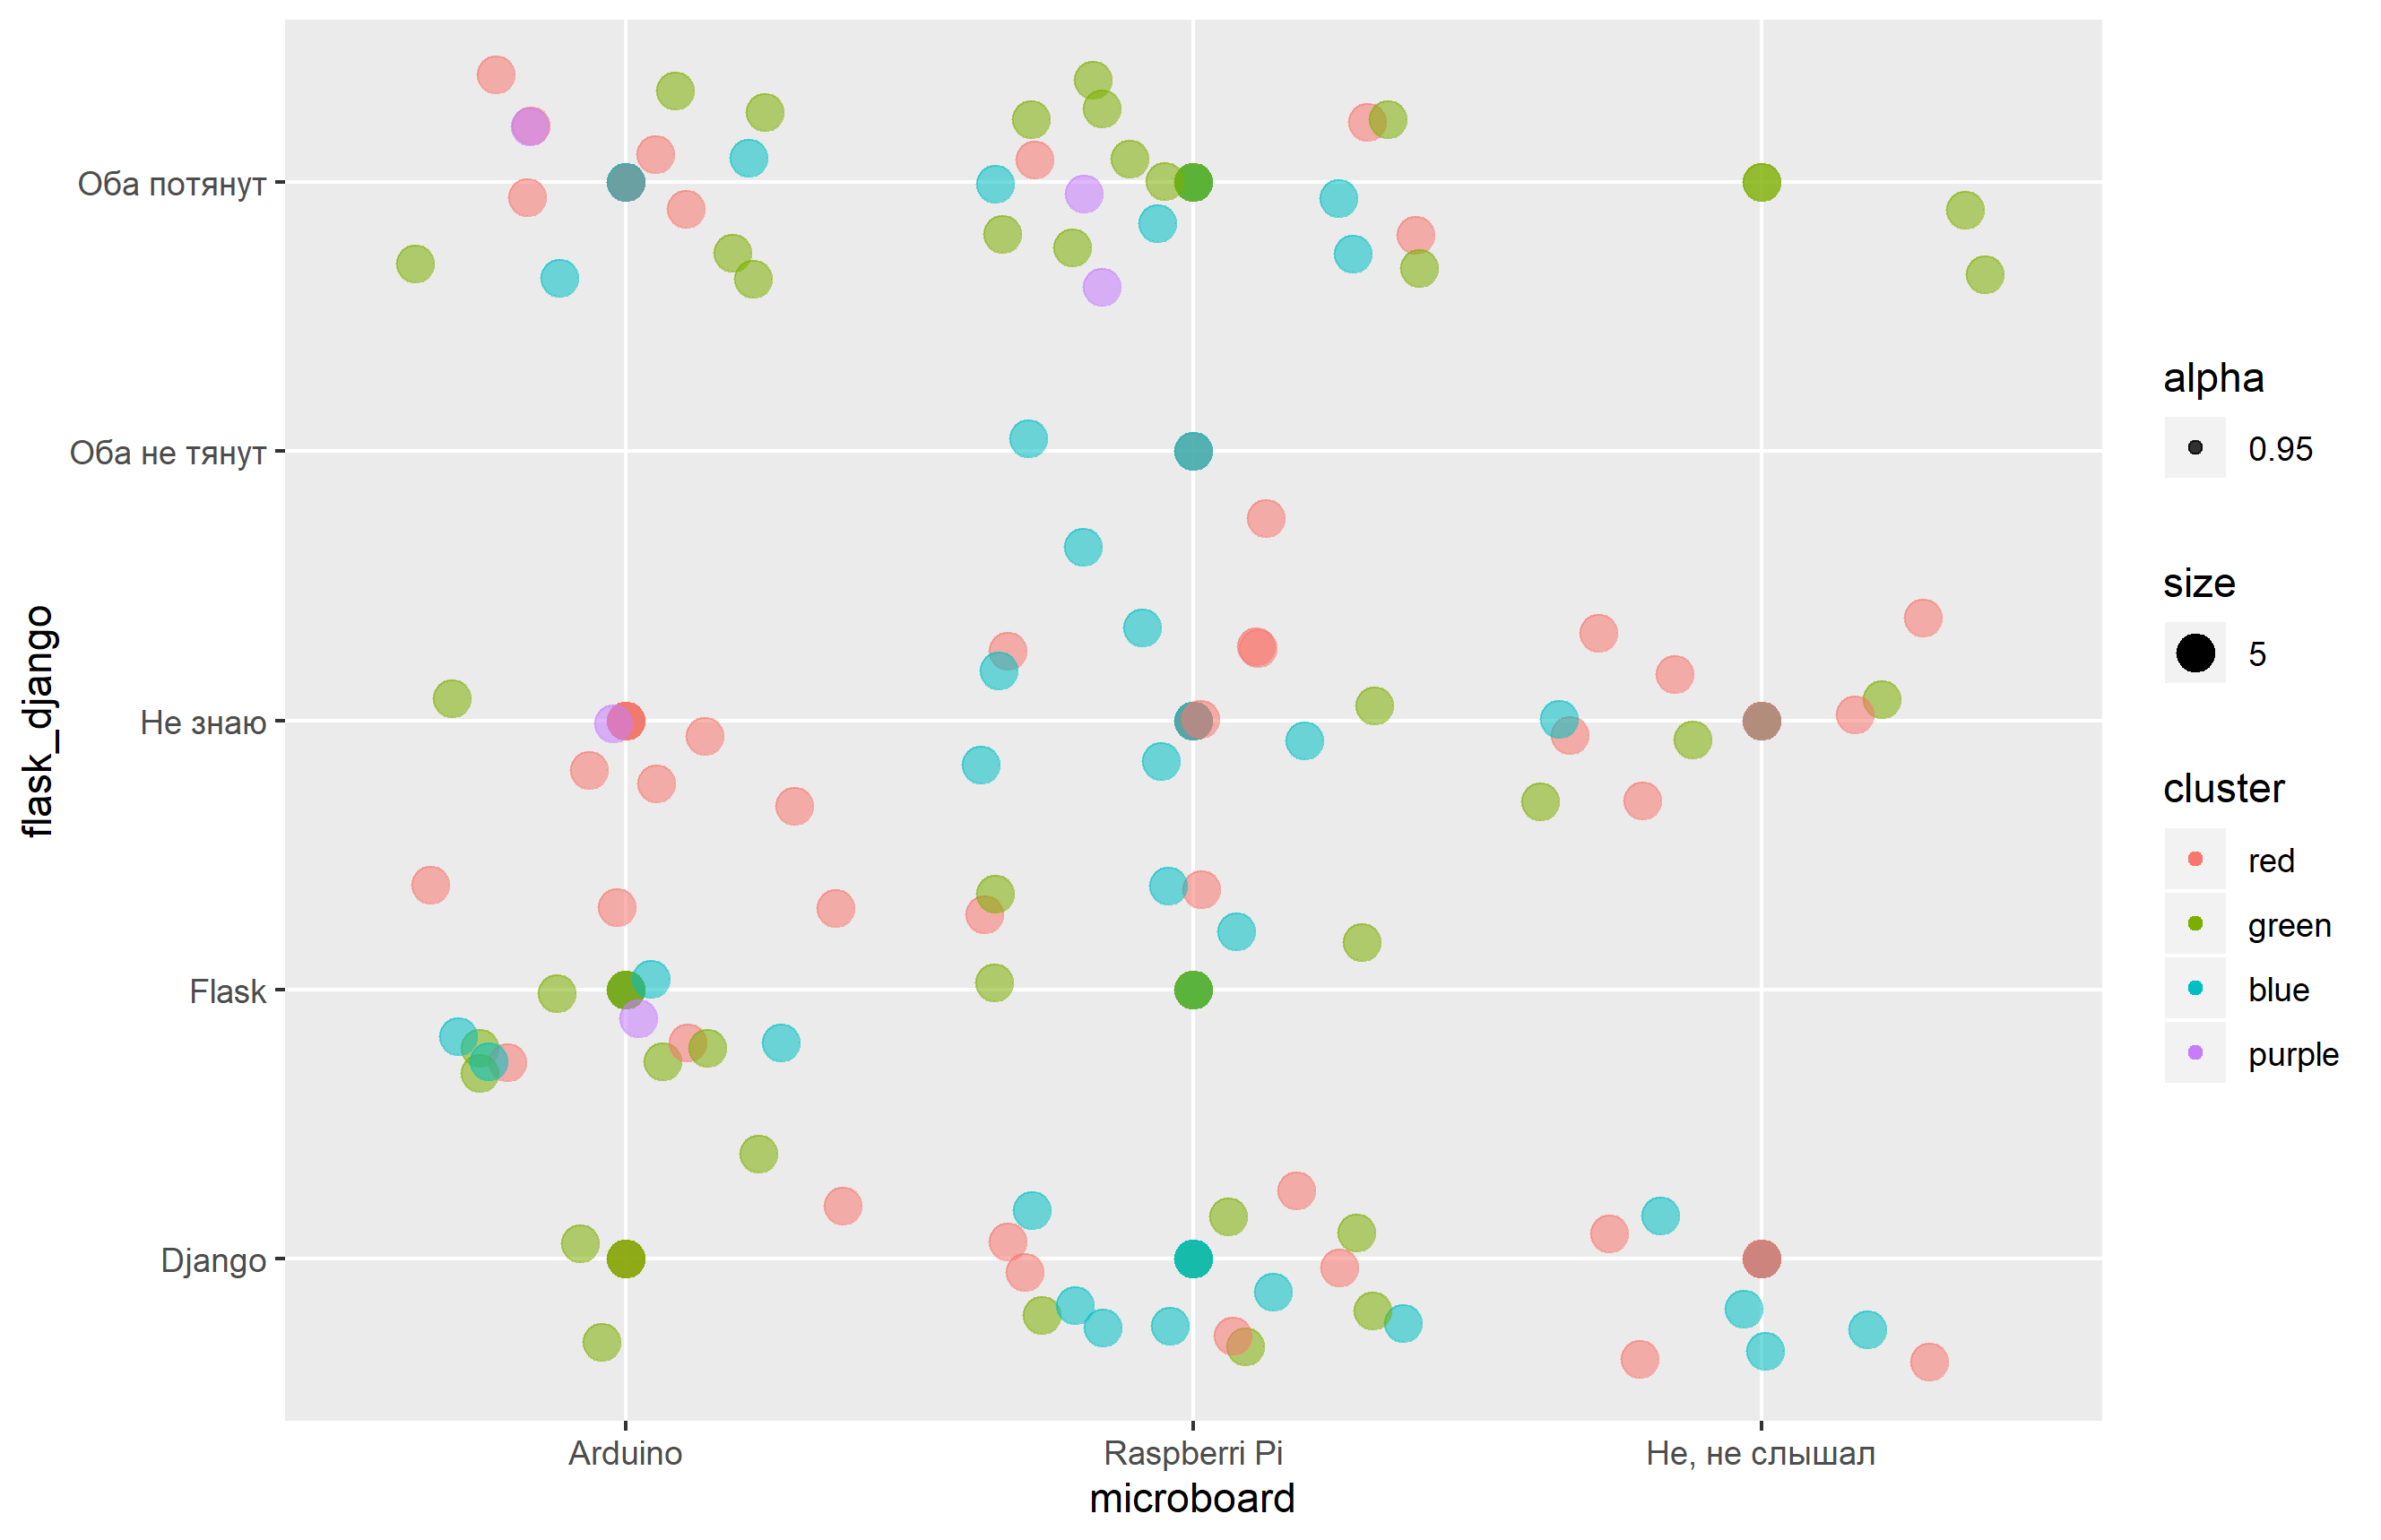 flask_django
Оба потянут
Оба не тянут
Не знаю
Flask
Django
Arduino
Raspberri Pi
Не, не слышал
microboard
alpha
0.95
size
5
cluster
red
green
blue
purple